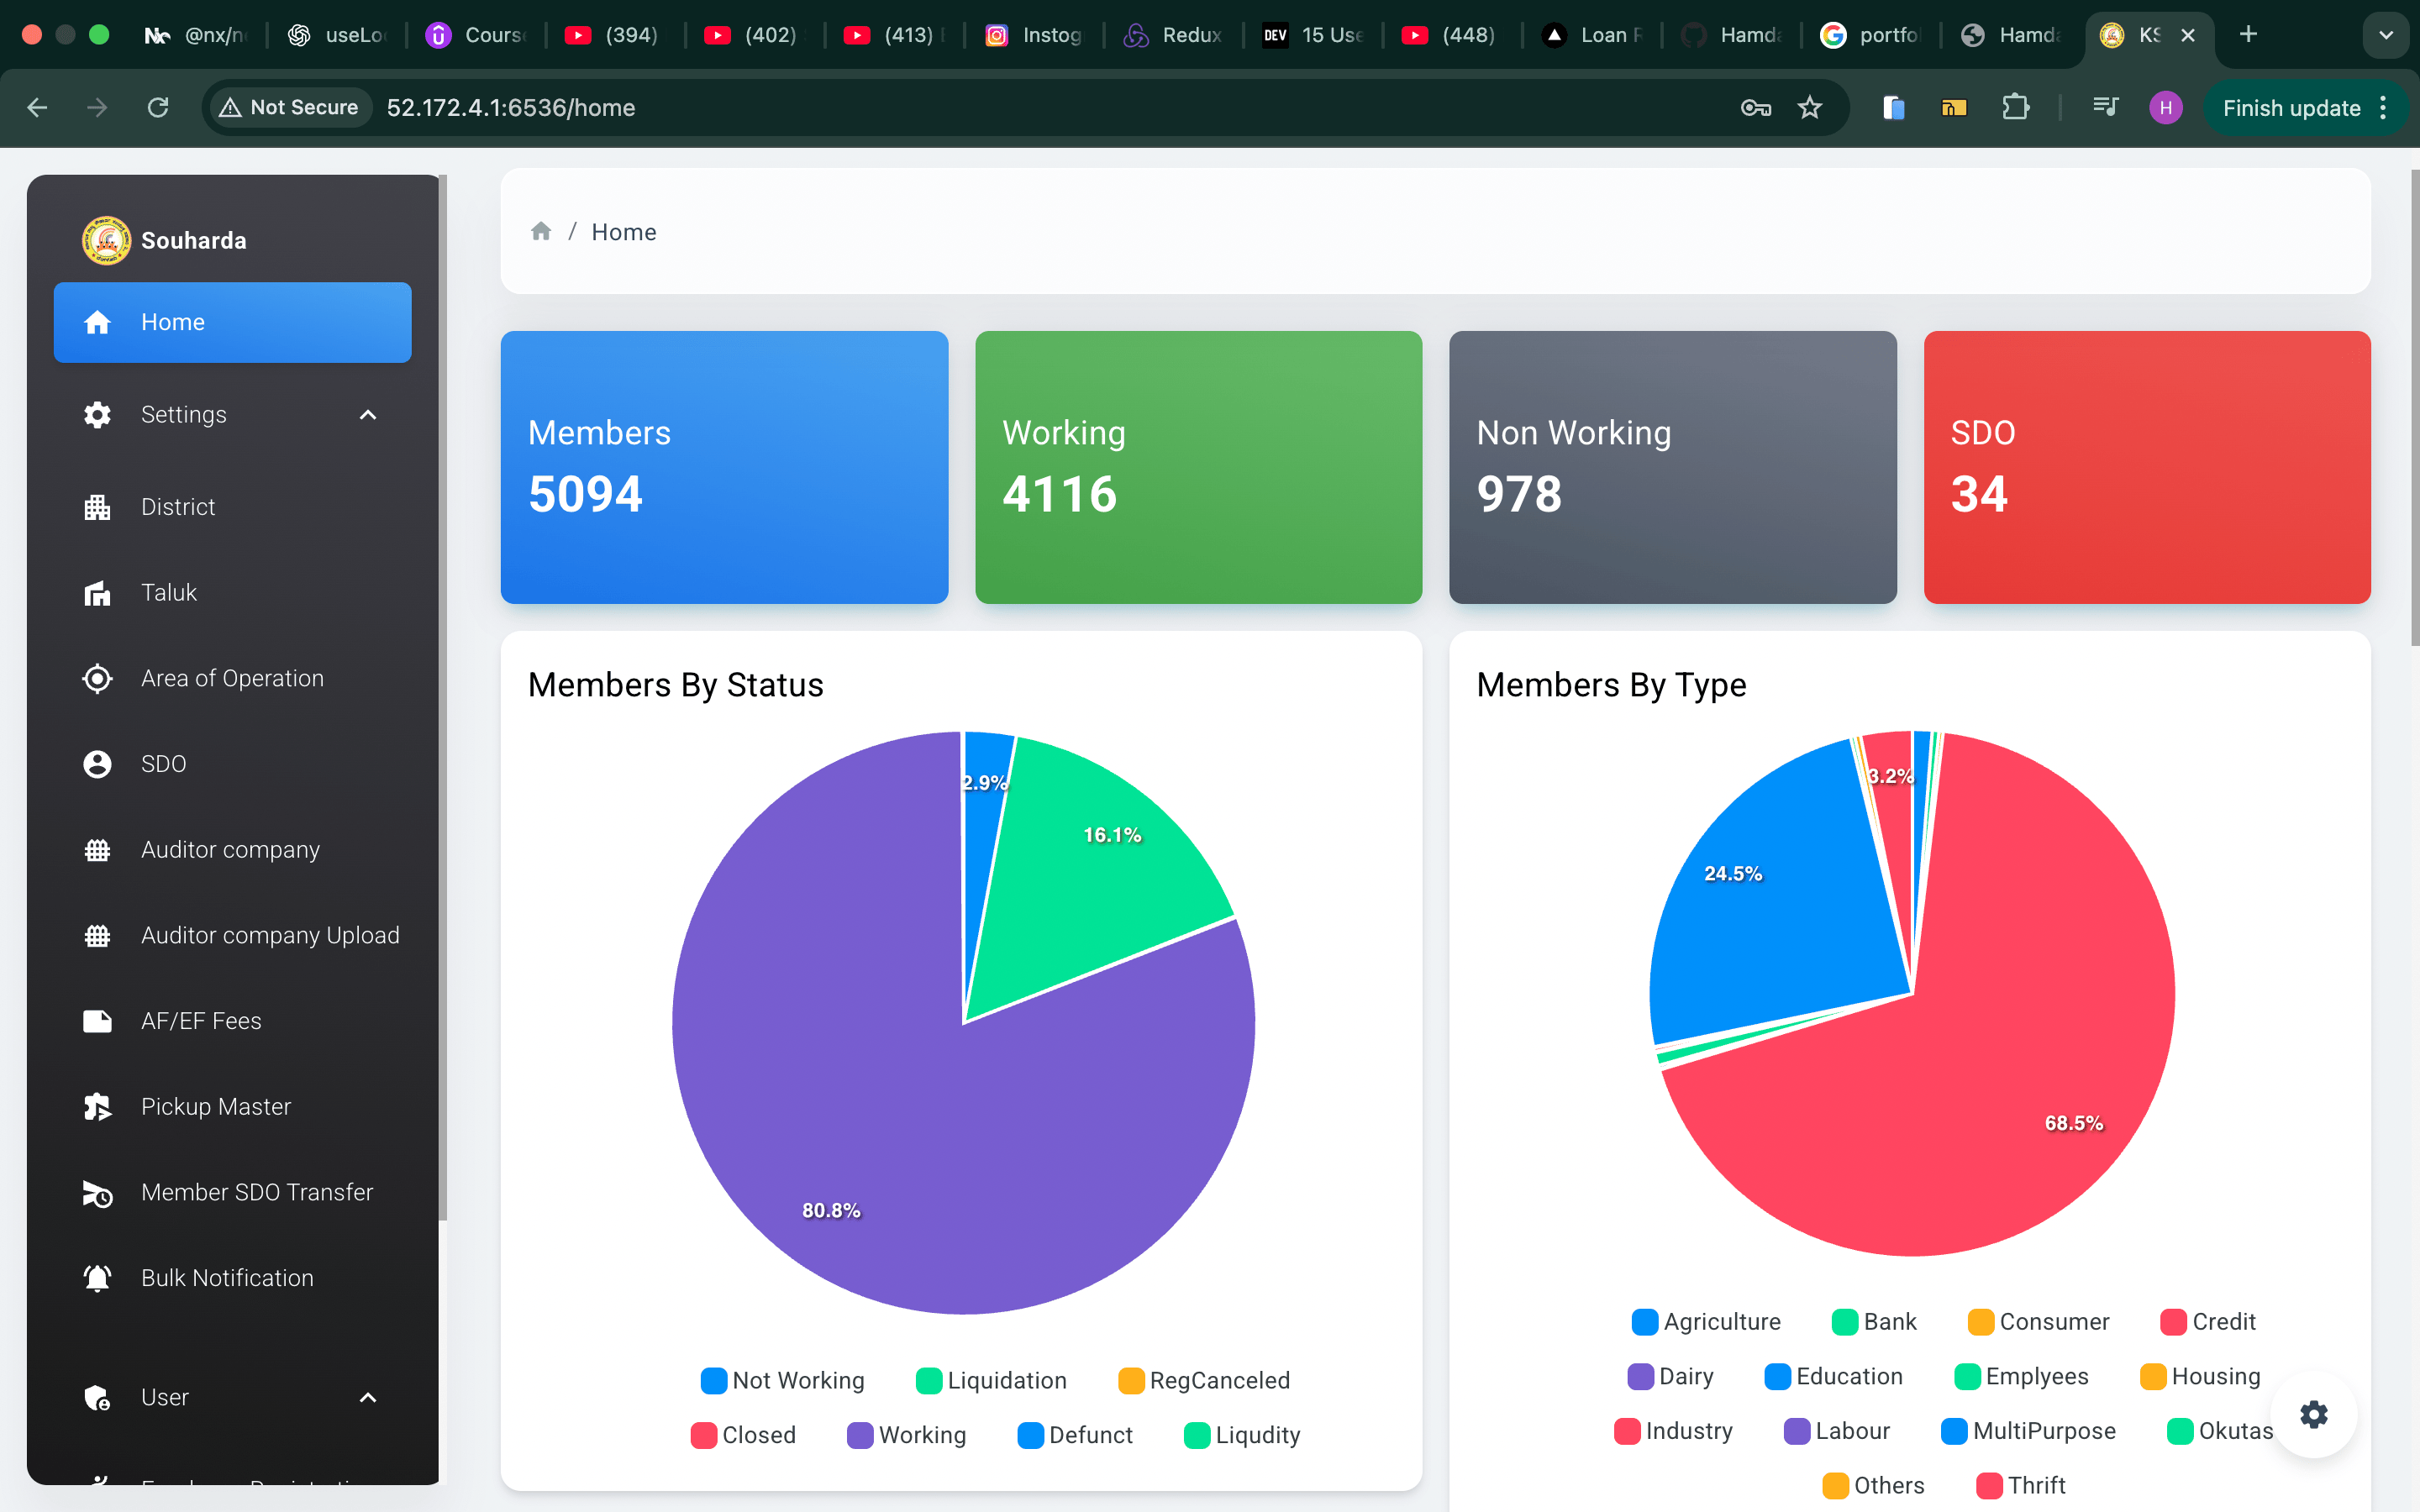 @nx/n
useLo
Cours
(394)
(402)
(413)
Instog
Redux
DEV 15 Use
(448)
Loan R
Hamda
portfol
Hamda
KS
Not Secure
52.172.4.1:6536/home
H
Finish update
Souharda
Home
Settings
District
Taluk
Area of Operation
SDO
Auditor company
Auditor company Upload
AF/EF Fees
Pickup Master
Member SDO Transfer
Bulk Notification
User
/ Home
Members
5094
Working
4116
Non Working
978
SDO
34
Members By Status
2.9%
16.1%
80.8%
Not Working Liquidation RegCanceled
Closed Working Defunct Liqudity
Members By Type
3.2%
24.5%
68.5%
Agriculture Bank Consumer Credit
Dairy Education Emplyees Housing
Industry Labour MultiPurpose Okutas
Others Thrift